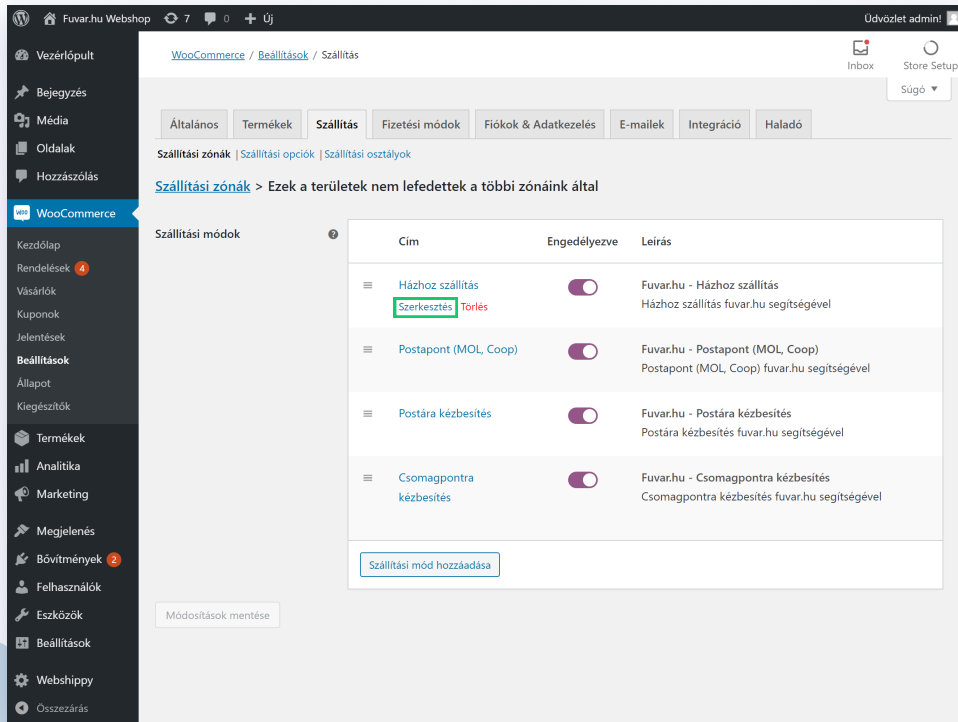 Fuvar.hu Webshop 7 0 Új Üdvözlet admin!
Vezérlőpult
Bejegyzés
Média
Oldalak
Hozzászólás
WooCommerce
Kezdőlap
Rendelések 4
Vásárlók
Kuponok
Jelentések
Beállítások
Állapot
Kiegészítők
Termékek
Analitika
Marketing
Megjelenés
Bővítmények 2
Felhasználók
Eszközök
Beállítások
Webshippy
Összezárás
WooCommerce / Beállítások / Szállítás
Inbox
Store Setup
Súgó
Általános Termékek Szállítás Fizetési módok Fiókok & Adatkezelés E-mailek Integráció Haladó
Szállítási zónák | Szállítási opciók | Szállítási osztályok
Szállítási zónák > Ezek a területek nem lefedettek a többi zónáink által
Szállítási módok ?
Cím Engedélyezve Leírás
Házhoz szállítás
Szerkesztés Törlés
Fuvar.hu - Házhoz szállítás
Házhoz szállítás fuvar.hu segítségével
Postapont (MOL, Coop)
Fuvar.hu - Postapont (MOL, Coop)
Postapont (MOL, Coop) fuvar.hu segítségével
Postára kézbesítés
Fuvar.hu - Postára kézbesítés
Postára kézbesítés fuvar.hu segítségével
Csomagpontra
kézbesítés
Fuvar.hu - Csomagpontra kézbesítés
Csomagpontra kézbesítés fuvar.hu segítségével
Szállítási mód hozzáadása
Módosítások mentése